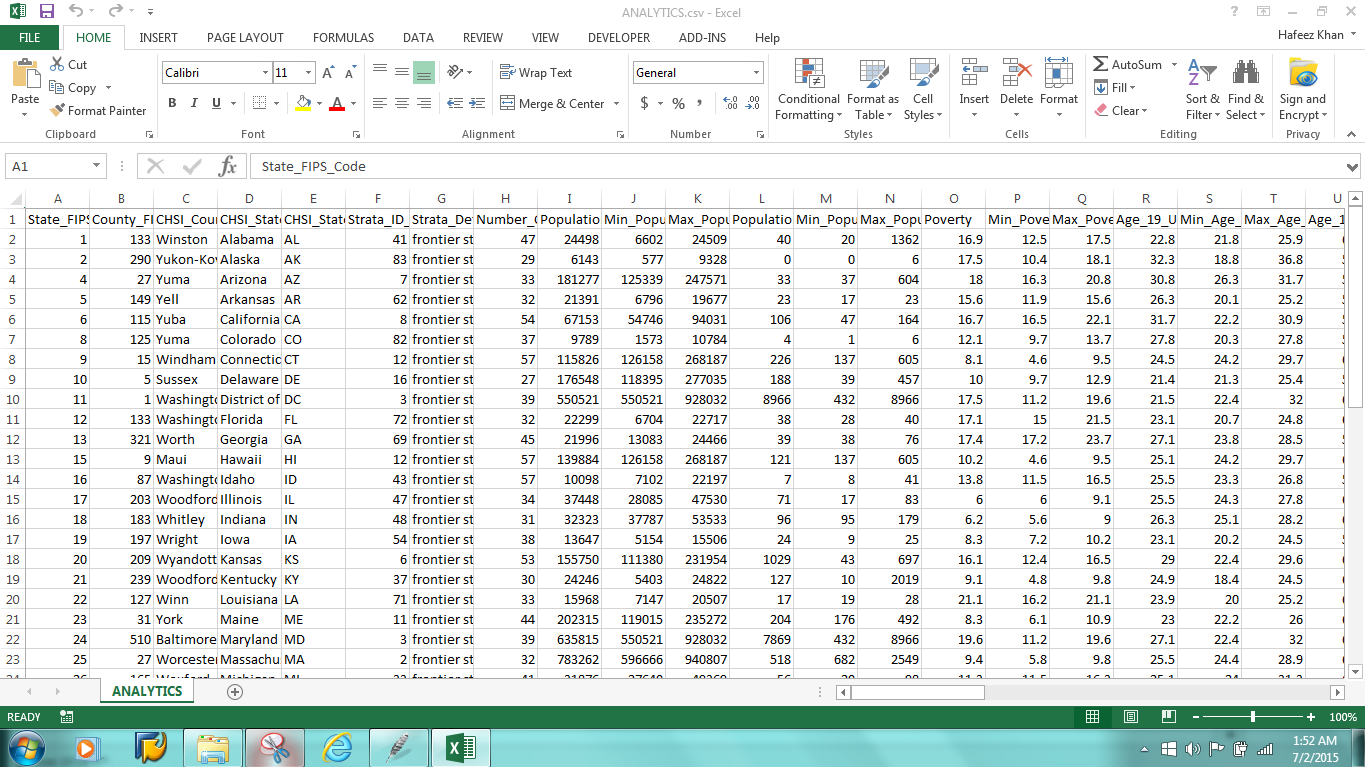 ANALYTICS.csv - Excel
FILE HOME INSERT PAGE LAYOUT FORMULAS DATA REVIEW VIEW DEVELOPER ADD-INS Help Hafeez Khan
Paste Cut Copy Format Painter Clipboard
Calibri 11 B I U Font
Wrap Text Merge & Center Alignment
General $ % Number
Conditional Formatting Format as Table Cell Styles Styles
Insert Delete Format Cells
AutoSum Fill Clear Sort & Filter Find & Select Editing
Sign and Encrypt Privacy
A1 fx State_FIPS_Code
A B C D E F G H I J K L M N O P Q R S T U
1 State_FIPS County_FI CHSI_Cou CHSI_State CHSI_State Strata_ID_ Strata_De Number_ Populatio Min_Popu Max_Popu Populatio Min_Popu Max_Popu Poverty Min_Pove Max_Pove Age_19_U Min_Age_ Max_Age_ Age_1
2 1 133 Winston Alabama AL 41 frontier st 47 24498 6602 24509 40 20 1362 16.9 12.5 17.5 22.8 21.8 25.9
3 2 290 Yukon-Ko Alaska AK 83 frontier st 29 6143 577 9328 0 0 6 17.5 10.4 18.1 32.3 18.8 36.8
4 4 27 Yuma Arizona AZ 7 frontier st 33 181277 125339 247571 33 37 604 18 16.3 20.8 30.8 26.3 31.7
5 5 149 Yell Arkansas AR 62 frontier st 32 21391 6796 19677 23 17 23 15.6 11.9 15.6 26.3 20.1 25.2
6 6 115 Yuba California CA 8 frontier st 54 67153 54746 94031 106 47 164 16.7 16.5 22.1 31.7 22.2 30.9
7 8 125 Yuma Colorado CO 82 frontier st 37 9789 1573 10784 4 1 6 12.1 9.7 13.7 27.8 20.3 27.8
8 9 15 Windham Connectic CT 12 frontier st 57 115826 126158 268187 226 137 605 8.1 4.6 9.5 24.5 24.2 29.7
9 10 5 Sussex Delaware DE 16 frontier st 27 176548 118395 277035 188 39 457 10 9.7 12.9 21.4 21.3 25.4
10 11 1 Washingto District of DC 3 frontier st 39 550521 550521 928032 8966 432 8966 17.5 11.2 19.6 21.5 22.4 32
11 12 133 Washingto Florida FL 72 frontier st 32 22299 6704 22717 38 28 40 17.1 15 21.5 23.1 20.7 24.8
12 13 321 Worth Georgia GA 69 frontier st 45 21996 13083 24466 39 38 76 17.4 17.2 23.7 27.1 23.8 28.5
13 15 9 Maui Hawaii HI 12 frontier st 57 139884 126158 268187 121 137 605 10.2 4.6 9.5 25.1 24.2 29.7
14 16 87 Washingto Idaho ID 43 frontier st 57 10098 7102 22197 7 8 41 13.8 11.5 16.5 25.5 23.3 26.8
15 17 203 Woodford Illinois IL 47 frontier st 34 37448 28085 47530 71 17 83 6 6 9.1 25.5 24.3 27.8
16 18 183 Whitley Indiana IN 48 frontier st 31 32323 37787 53533 96 95 179 6.2 5.6 9 26.3 25.1 28.2
17 19 197 Wright Iowa IA 54 frontier st 38 13647 5154 15506 24 9 25 8.3 7.2 10.2 23.1 20.2 24.5
18 20 209 Wyandott Kansas KS 6 frontier st 53 155750 111380 231954 1029 43 697 16.1 12.4 16.5 29 22.4 29.6
19 21 239 Woodford Kentucky KY 37 frontier st 30 24246 5403 24822 127 10 2019 9.1 4.8 9.8 24.9 18.4 24.5
20 22 127 Winn Louisiana LA 71 frontier st 33 15968 7147 20507 17 19 28 21.1 16.2 21.1 23.9 20 25.2
21 23 31 York Maine ME 11 frontier st 44 202315 119015 235272 204 176 492 8.3 6.1 10.9 23 22.2 26
22 24 510 Baltimore Maryland MD 3 frontier st 39 635815 550521 928032 7869 432 8966 19.6 11.2 19.6 27.1 22.4 32
23 25 27 Worcester Massachu MA 2 frontier st 32 783262 596666 940807 518 682 2549 9.4 5.8 9.8 25.5 24.4 28.9
ANALYTICS
READY 100%
1:52 AM
7/2/2015